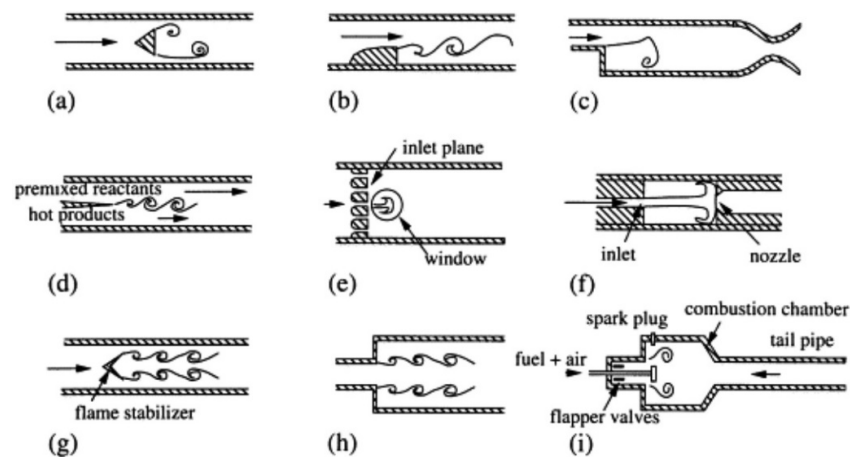 (a)
(b)
(c)
premixed reactants
hot products
inlet plane
window
inlet
nozzle
(d)
(e)
(f)
spark plug
combustion chamber
tail pipe
fuel + air
flame stabilizer
flapper valves
(g)
(h)
(i)